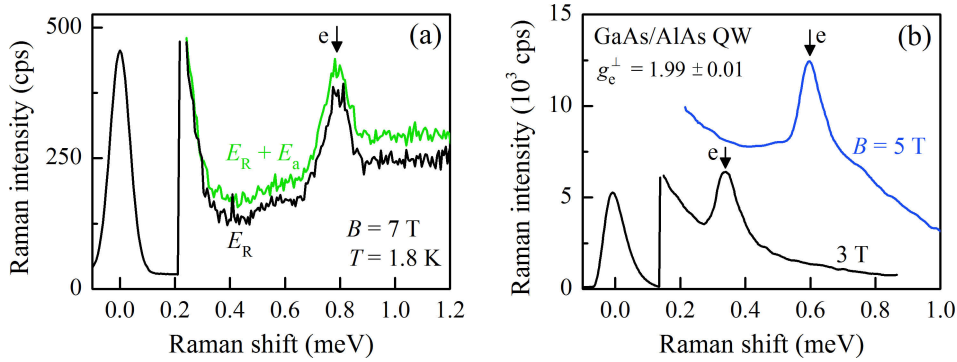 (a)
e
E_R + E_a
E_R
B = 7 T
T = 1.8 K
500
250
0
Raman intensity (cps)
0.0 0.2 0.4 0.6 0.8 1.0 1.2
Raman shift (meV)
(b)
GaAs/AlAs QW
g_e^⊥ = 1.99 ± 0.01
e
B = 5 T
e
3 T
15
10
5
0
Raman intensity (10³ cps)
0.0 0.2 0.4 0.6 0.8 1.0
Raman shift (meV)